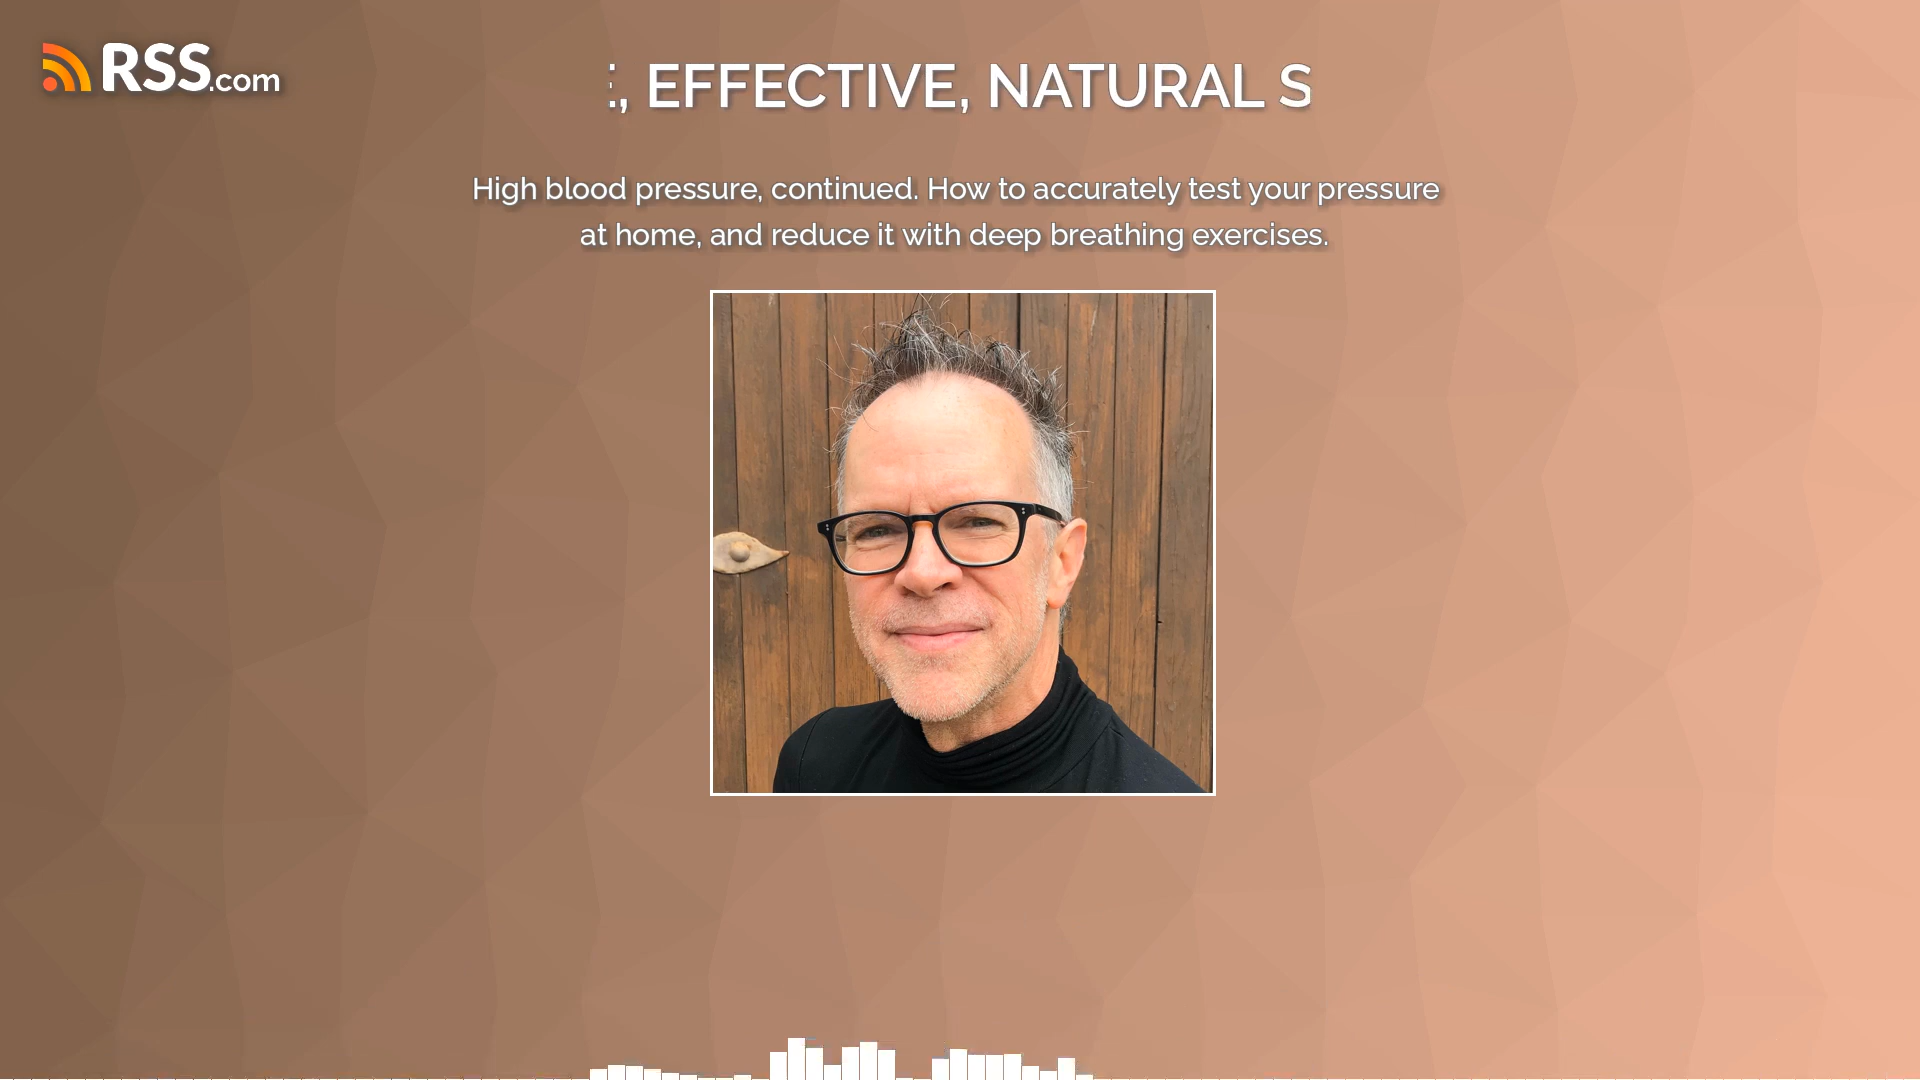 RSS.com
, EFFECTIVE, NATURAL S
High blood pressure, continued. How to accurately test your pressure
at home, and reduce it with deep breathing exercises.